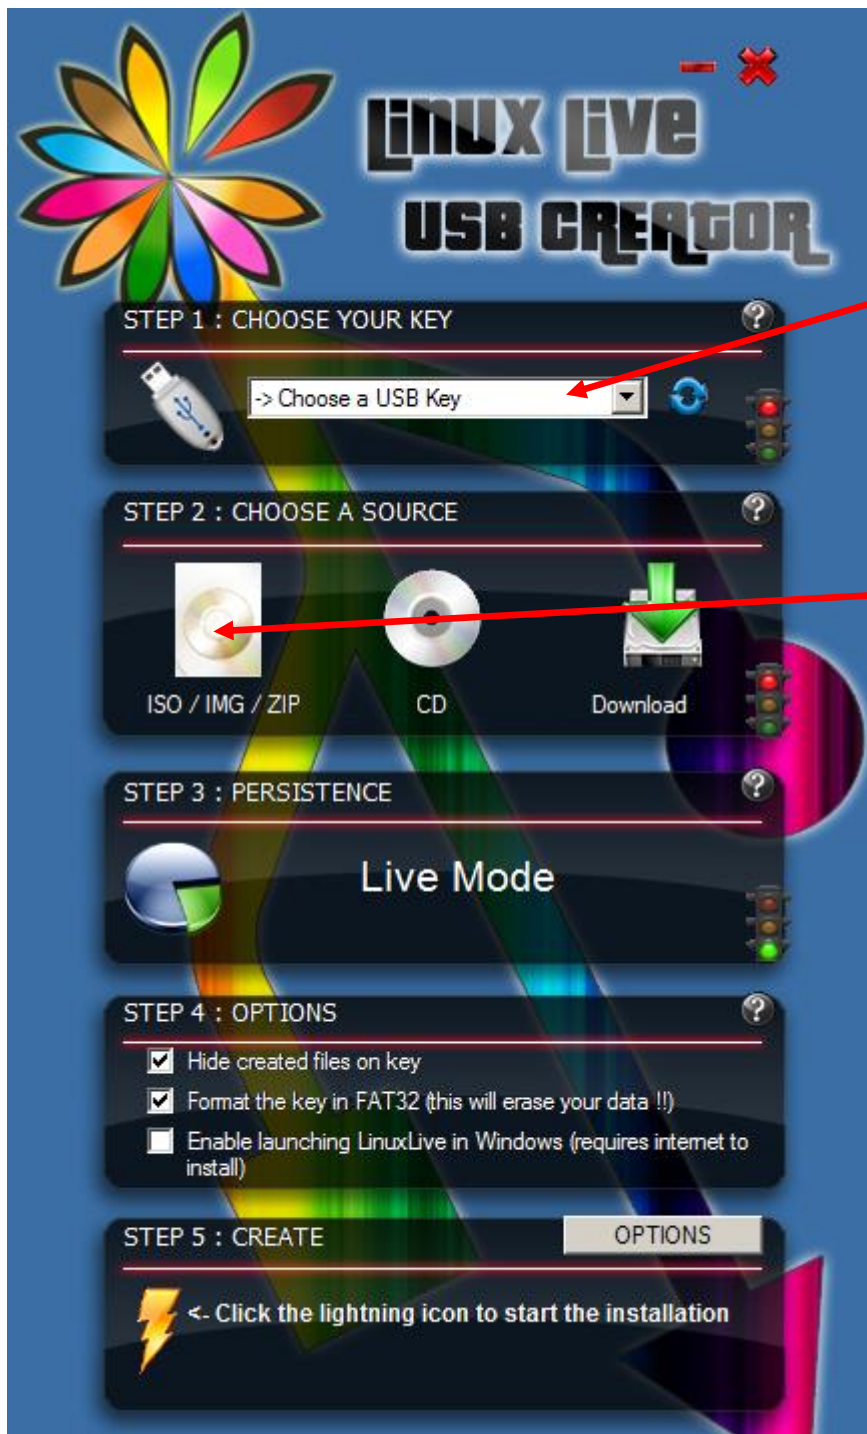 Linux Live
USB CREATOR
STEP 1 : CHOOSE YOUR KEY
?
-> Choose a USB Key
STEP 2 : CHOOSE A SOURCE
?
ISO / IMG / ZIP
CD
Download
STEP 3 : PERSISTENCE
?
Live Mode
STEP 4 : OPTIONS
?
Hide created files on key
Format the key in FAT32 (this will erase your data !!)
Enable launching LinuxLive in Windows (requires internet to
install)
STEP 5 : CREATE
OPTIONS
<- Click the lightning icon to start the installation